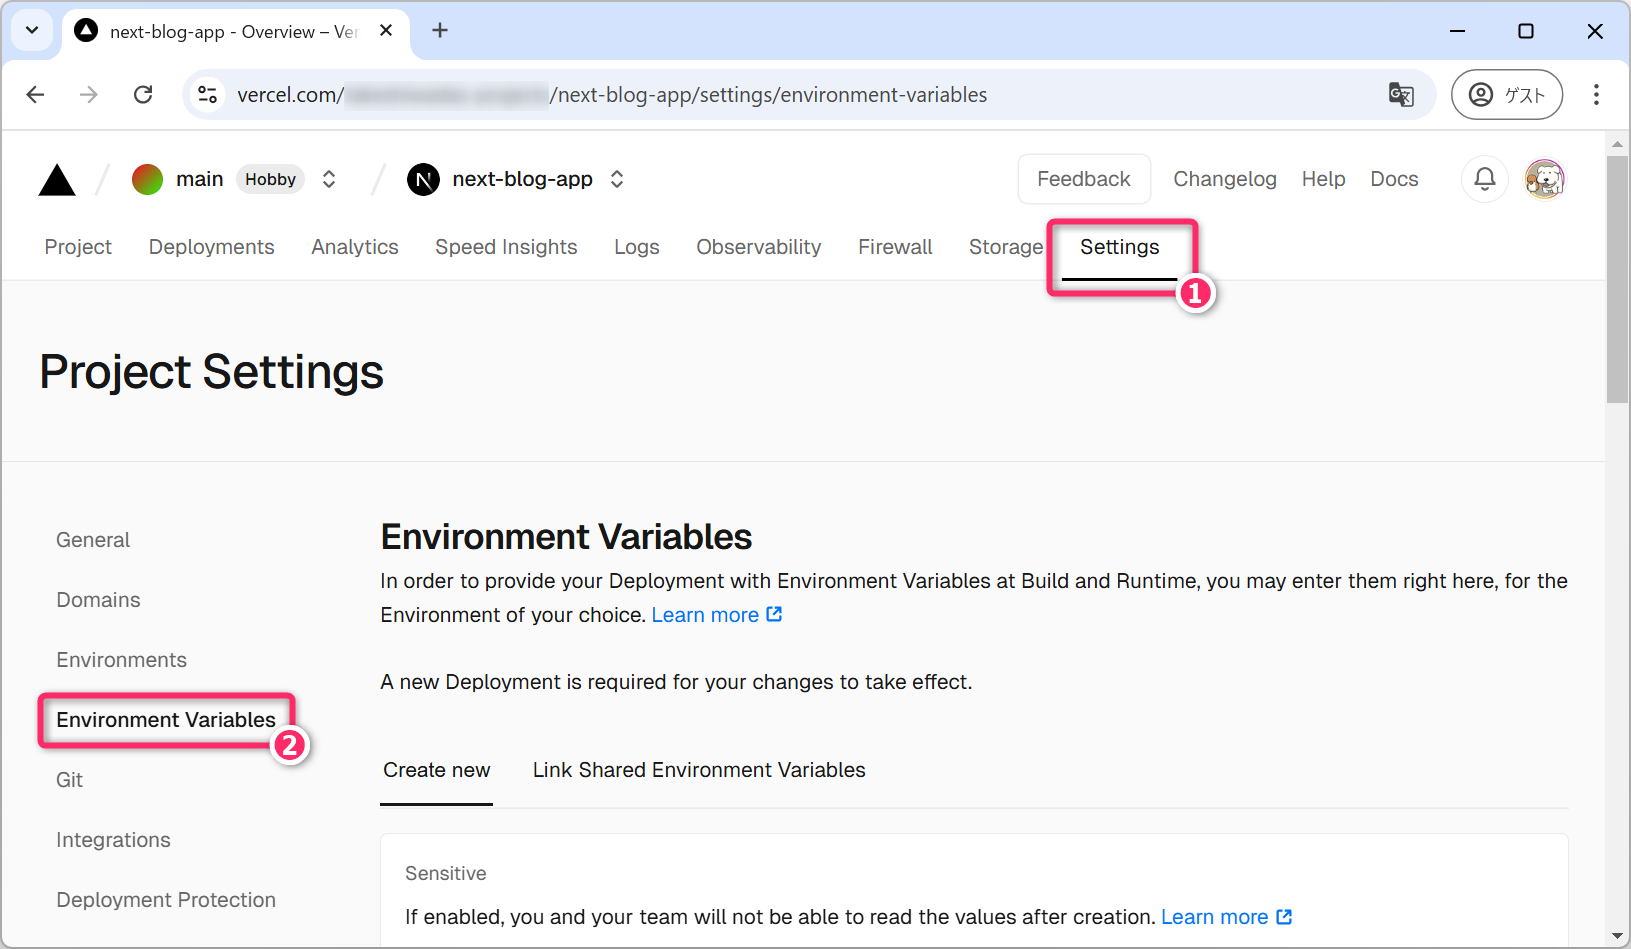 next-blog-app - Overview – Ver
vercel.com/ /next-blog-app/settings/environment-variables
ゲスト
main Hobby next-blog-app Feedback Changelog Help Docs
Project Deployments Analytics Speed Insights Logs Observability Firewall Storage Settings
1
Project Settings
General
Domains
Environments
Environment Variables
2
Git
Integrations
Deployment Protection
Environment Variables
In order to provide your Deployment with Environment Variables at Build and Runtime, you may enter them right here, for the
Environment of your choice. Learn more
A new Deployment is required for your changes to take effect.
Create new Link Shared Environment Variables
Sensitive
If enabled, you and your team will not be able to read the values after creation. Learn more